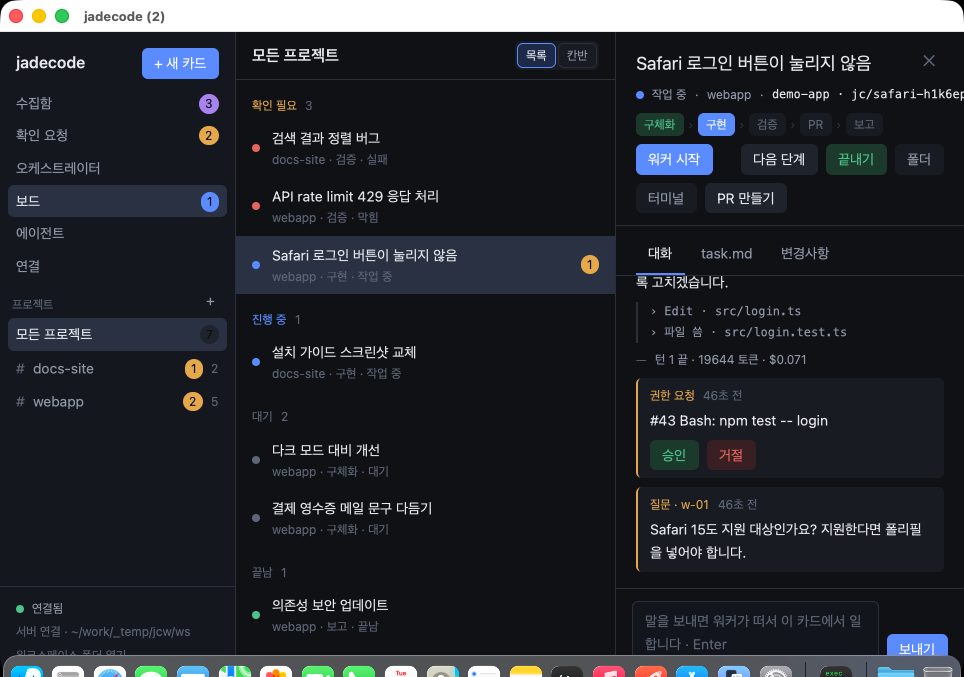 jadecode (2)
jadecode
+ 새 카드
수집함 3
확인 요청 2
오케스트레이터
보드 1
에이전트
연결
프로젝트 +
모든 프로젝트 7
# docs-site 1 2
# webapp 2 5
연결됨
서버 연결 · ~/work/_temp/jcw/ws
워크스페이스 폴더 열기
모든 프로젝트
목록 칸반
확인 필요 3
검색 결과 정렬 버그
docs-site · 검증 · 실패
API rate limit 429 응답 처리
webapp · 검증 · 막힘
Safari 로그인 버튼이 눌리지 않음
webapp · 구현 · 작업 중
1
진행 중 1
설치 가이드 스크린샷 교체
docs-site · 구현 · 작업 중
대기 2
다크 모드 대비 개선
webapp · 구체화 · 대기
결제 영수증 메일 문구 다듬기
webapp · 구체화 · 대기
끝남 1
의존성 보안 업데이트
webapp · 보고 · 끝남
Safari 로그인 버튼이 눌리지 않음
작업 중 · webapp · demo-app · jc/safari-h1k6ep
구체화 › 구현 › 검증 › PR › 보고
워커 시작 다음 단계 끝내기 폴더
터미널 PR 만들기
대화 task.md 변경사항
록 고치겠습니다.
› Edit · src/login.ts
› 파일 씀 · src/login.test.ts
— 턴 1 끝 · 19644 토큰 · $0.071
권한 요청 46초 전
#43 Bash: npm test -- login
승인 거절
질문 · w-01 46초 전
Safari 15도 지원 대상인가요? 지원한다면 폴리필
을 넣어야 합니다.
말을 보내면 워커가 떠서 이 카드에서 일
합니다 · Enter
보내기
Tue
exec